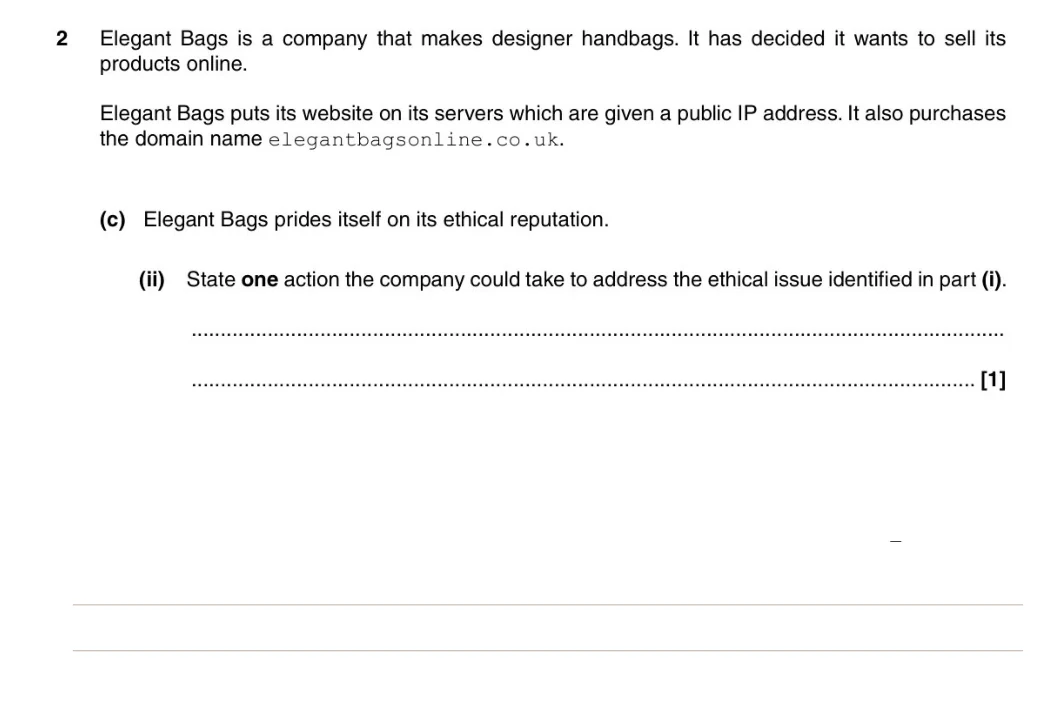 2 Elegant Bags is a company that makes designer handbags. It has decided it wants to sell its
products online.
Elegant Bags puts its website on its servers which are given a public IP address. It also purchases
the domain name elegantbagsonline.co.uk.
(c) Elegant Bags prides itself on its ethical reputation.
(ii) State one action the company could take to address the ethical issue identified in part (i).
................................................................................
................................................................................ [1]